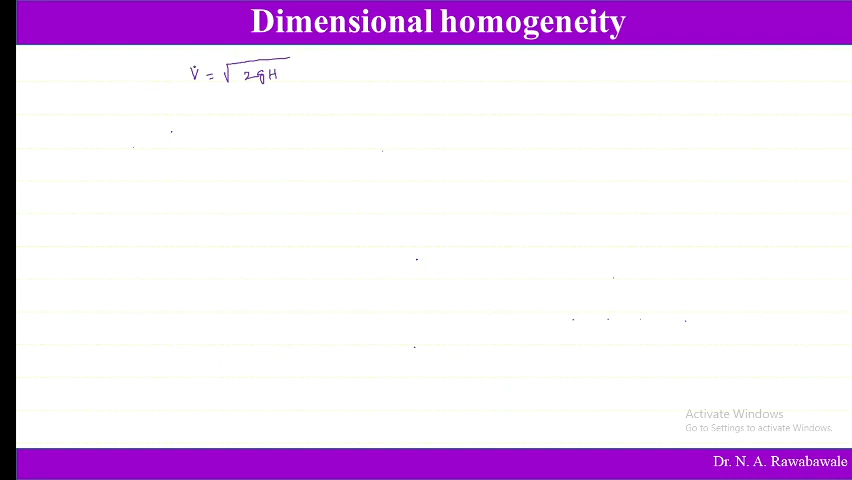 Dimensional homogeneity
V = √2gH
Activate Windows
Go to Settings to activate Windows.
Dr. N. A. Rawabawale